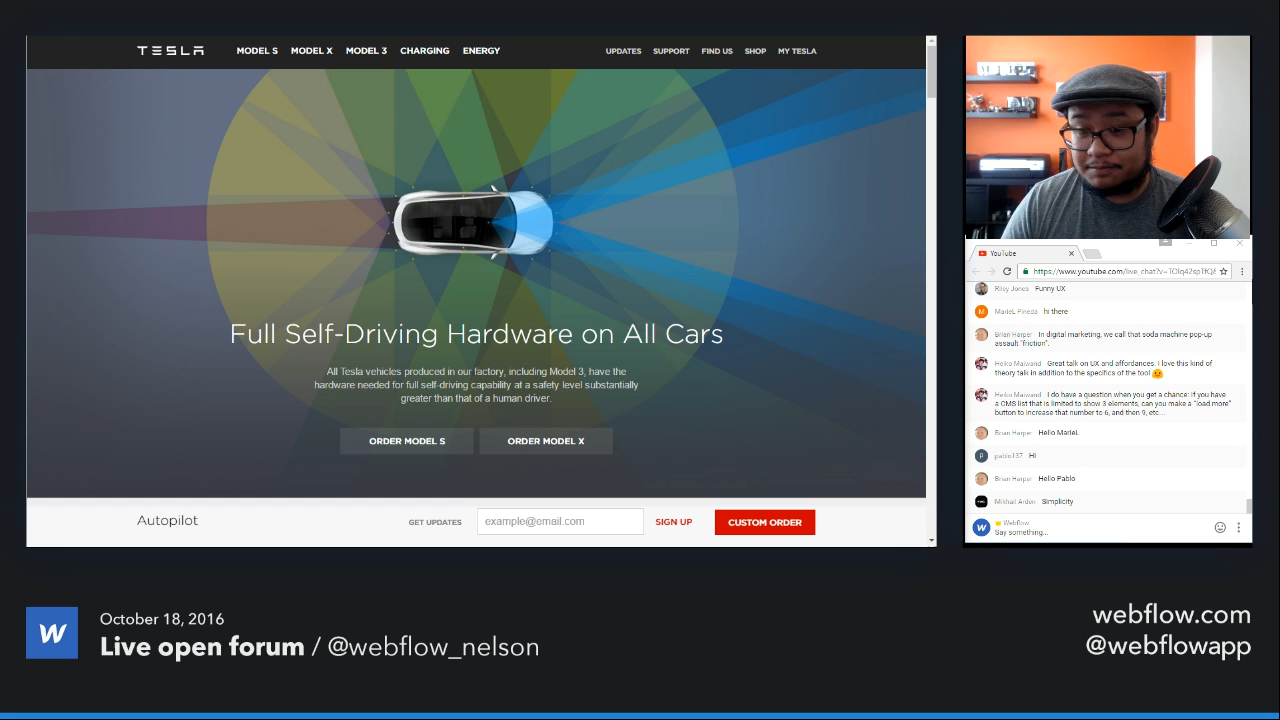 TESLA
MODEL S MODEL X MODEL 3 CHARGING ENERGY
UPDATES SUPPORT FIND US SHOP MY TESLA
Full Self-Driving Hardware on All Cars
All Tesla vehicles produced in our factory, including Model 3, have the
hardware needed for full self-driving capability at a safety level substantially
greater than that of a human driver.
ORDER MODEL S ORDER MODEL X
Autopilot
GET UPDATES
example@email.com
SIGN UP
CUSTOM ORDER
YouTube
Riley Jones Funny UX
M
MarieL Pineda hi there
Brian Harper In digital marketing, we call that soda machine pop-up
assault "friction".
Heiko Maiwand Great talk on UX and affordances. I love this kind of
theory talk in addition to the specifics of the tool
Heiko Maiwand I do have a question when you get a chance: If you have
a CMS list that is limited to show 3 elements, can you make a "load more"
button to increase that number to 6, and then 9, etc...
Brian Harper Hello MarieL
P
pablo137 Hi
Brian Harper Hello Pablo
Mikhail Arden Simplicity
W
Webflow
Say something...
W
October 18, 2016
Live open forum / @webflow_nelson
webflow.com
@webflowapp